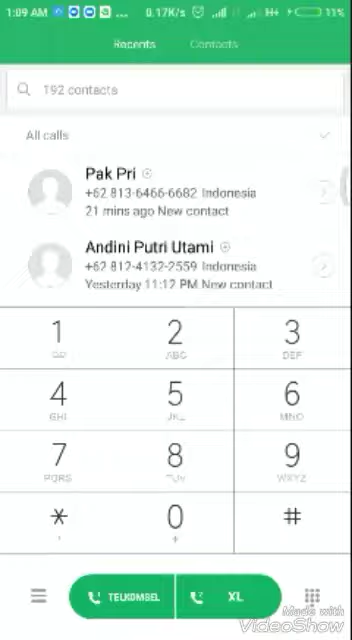 1:09 AM ... 0.17K/s H+ 11%
Recents Contacts
192 contacts
All calls
Pak Pri
+62 813-6466-6682 Indonesia
21 mins ago New contact
Andini Putri Utami
+62 812-4132-2559 Indonesia
Yesterday 11:12 PM New contact
1 2 3
ABC DEF
4 5 6
GHI JKL MNO
7 8 9
PQRS TUV WXYZ
* 0 #
, +
1 TELKOMSEL 2 XL
Made with
VideoShow